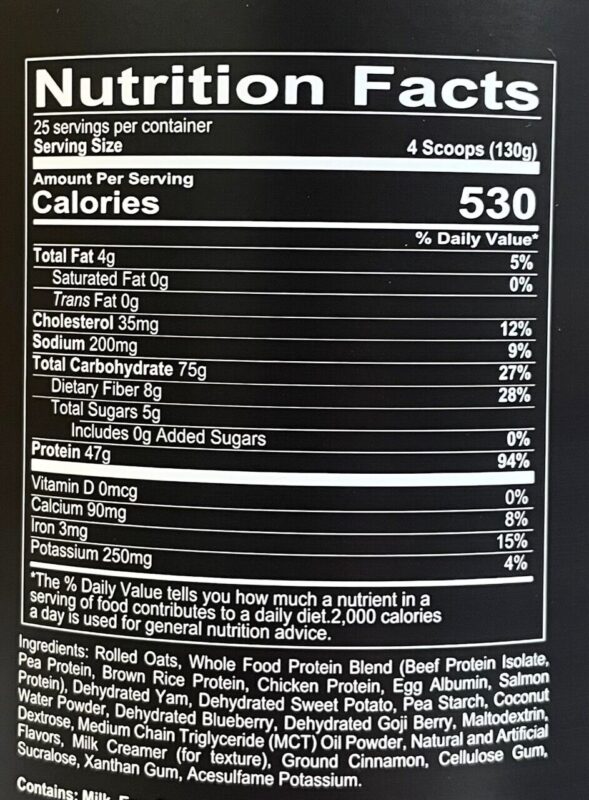 Nutrition Facts
25 servings per container
Serving Size 4 Scoops (130g)
Amount Per Serving
Calories 530
% Daily Value*
Total Fat 4g 5%
Saturated Fat 0g 0%
Trans Fat 0g
Cholesterol 35mg 12%
Sodium 200mg 9%
Total Carbohydrate 75g 27%
Dietary Fiber 8g 28%
Total Sugars 5g
Includes 0g Added Sugars 0%
Protein 47g 94%
Vitamin D 0mcg 0%
Calcium 90mg 8%
Iron 3mg 15%
Potassium 250mg 4%
*The % Daily Value tells you how much a nutrient in a
serving of food contributes to a daily diet.2,000 calories
a day is used for general nutrition advice.
Ingredients: Rolled Oats, Whole Food Protein Blend (Beef Protein Isolate,
Pea Protein, Brown Rice Protein, Chicken Protein, Egg Albumin, Salmon
Protein), Dehydrated Yam, Dehydrated Sweet Potato, Pea Starch, Coconut
Water Powder, Dehydrated Blueberry, Dehydrated Goji Berry, Maltodextrin,
Dextrose, Medium Chain Triglyceride (MCT) Oil Powder, Natural and Artificial
Flavors, Milk Creamer (for texture), Ground Cinnamon, Cellulose Gum,
Sucralose, Xanthan Gum, Acesulfame Potassium.
Contains: Milk,